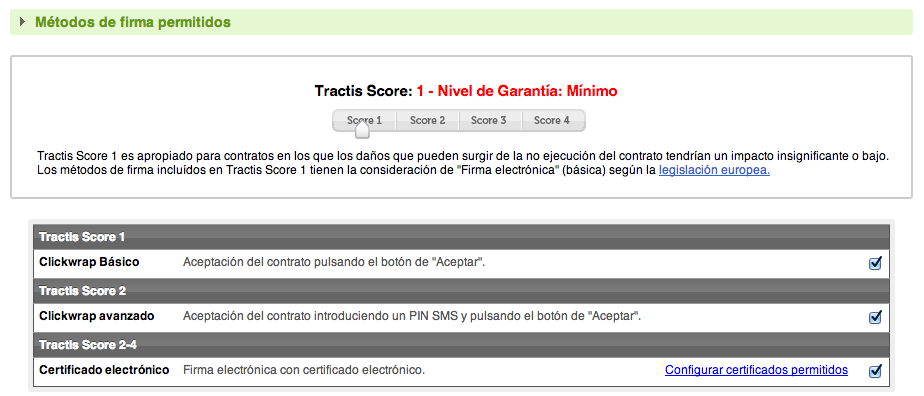 Métodos de firma permitidos
Tractis Score: 1 - Nivel de Garantía: Mínimo
Score 1 Score 2 Score 3 Score 4
Tractis Score 1 es apropiado para contratos en los que los daños que pueden surgir de la no ejecución del contrato tendrían un impacto insignificante o bajo.
Los métodos de firma incluídos en Tractis Score 1 tienen la consideración de "Firma electrónica" (básica) según la legislación europea.
Tractis Score 1
Clickwrap Básico Aceptación del contrato pulsando el botón de "Aceptar".
Tractis Score 2
Clickwrap avanzado Aceptación del contrato introduciendo un PIN SMS y pulsando el botón de "Aceptar".
Tractis Score 2-4
Certificado electrónico Firma electrónica con certificado electrónico. Configurar certificados permitidos